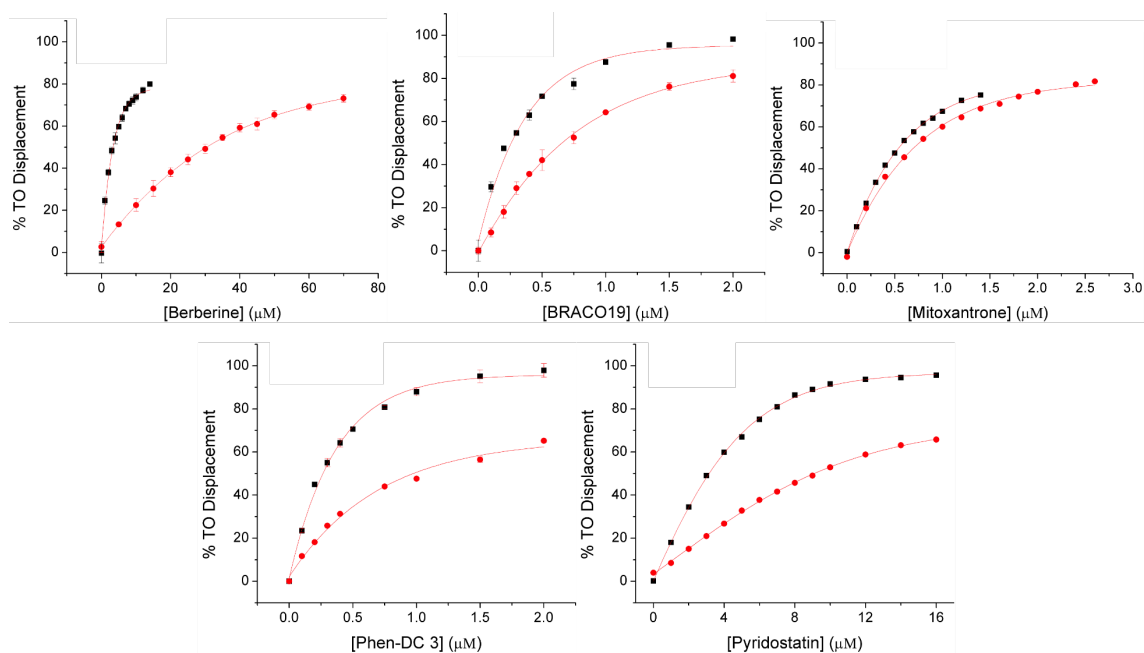 % TO Displacement
100
80
60
40
20
0
0 20 40 60 80
[Berberine] (μM)
% TO Displacement
100
80
60
40
20
0
0.0 0.5 1.0 1.5 2.0
[BRACO19] (μM)
% TO Displacement
100
80
60
40
20
0
0.0 0.5 1.0 1.5 2.0 2.5 3.0
[Mitoxantrone] (μM)
% TO Displacement
100
80
60
40
20
0
0.0 0.5 1.0 1.5 2.0
[Phen-DC 3] (μM)
% TO Displacement
100
80
60
40
20
0
0 4 8 12 16
[Pyridostatin] (μM)